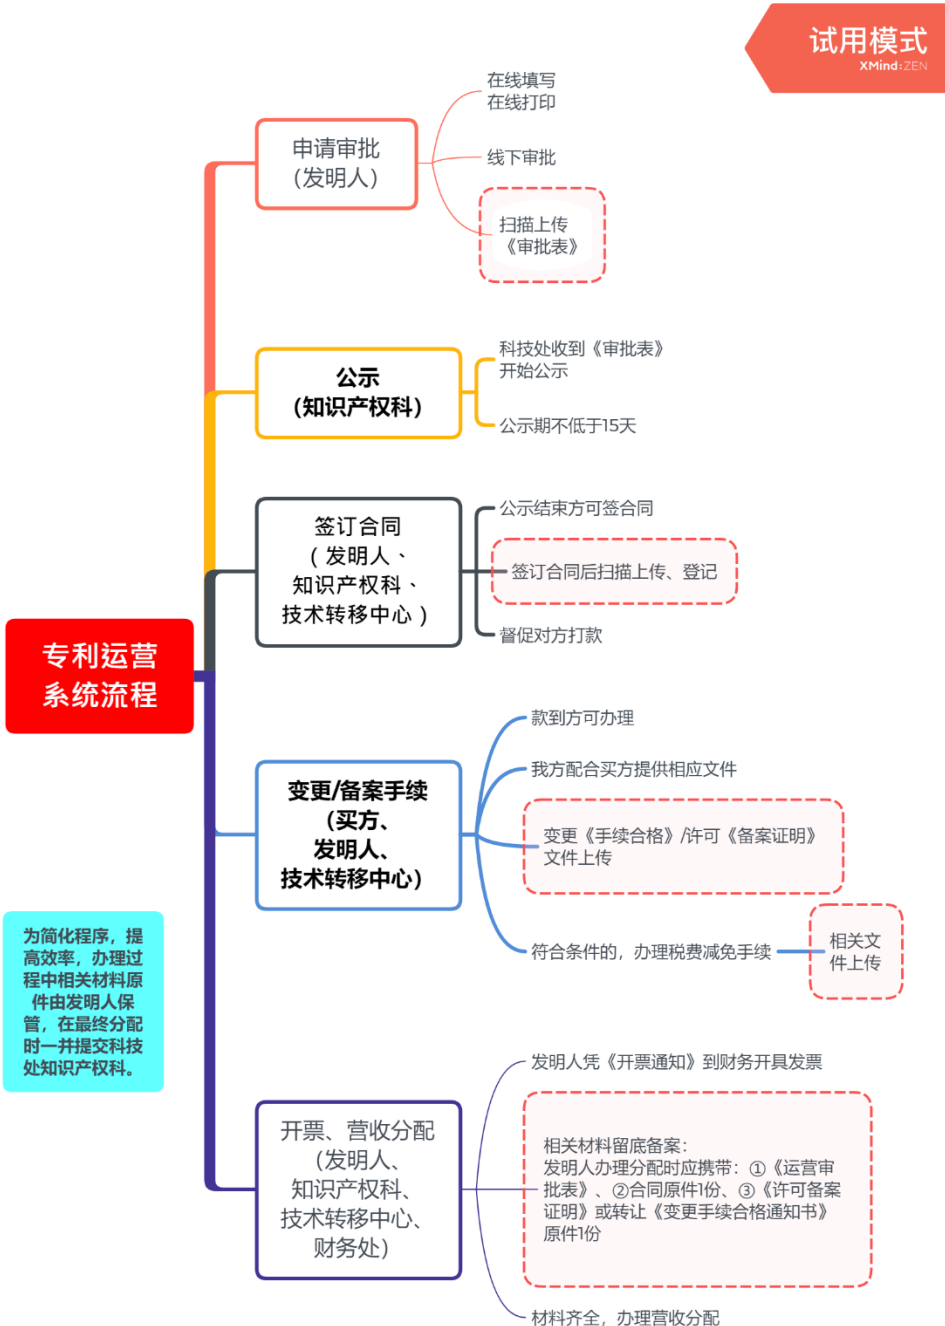 试用模式
XMind:ZEN
在线填写
在线打印
申请审批
（发明人）
线下审批
扫描上传
《审批表》
公示
（知识产权科）
科技处收到《审批表》
开始公示
公示期不低于15天
签订合同
（发明人、
知识产权科、
技术转移中心）
公示结束方可签合同
签订合同后扫描上传、登记
督促对方打款
专利运营
系统流程
变更/备案手续
（买方、
发明人、
技术转移中心）
款到方可办理
我方配合买方提供相应文件
变更《手续合格》/许可《备案证明》
文件上传
符合条件的，办理税费减免手续
相关文
件上传
为简化程序，提
高效率，办理过
程中相关材料原
件由发明人保
管，在最终分配
时一并提交科技
处知识产权科。
开票、营收分配
（发明人、
知识产权科、
技术转移中心、
财务处）
发明人凭《开票通知》到财务开具发票
相关材料留底备案：
发明人办理分配时应携带：①《运营审
批表》、②合同原件1份、③《许可备案
证明》或转让《变更手续合格通知书》
原件1份
材料齐全，办理营收分配